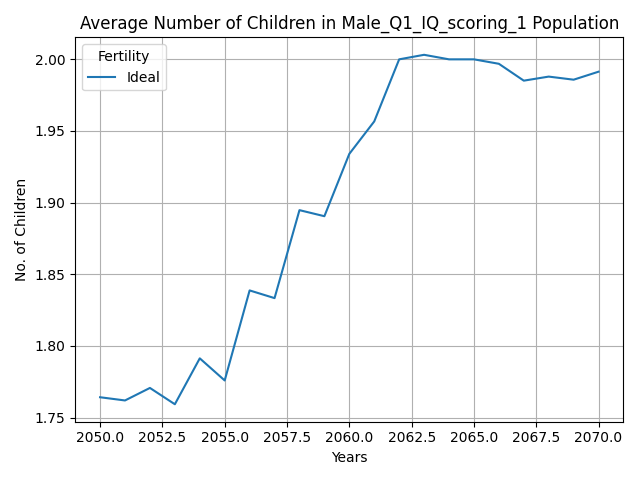 Average Number of Children in Male_Q1_IQ_scoring_1 Population
Fertility
Ideal
No. of Children
2.00
1.95
1.90
1.85
1.80
1.75
2050.0 2052.5 2055.0 2057.5 2060.0 2062.5 2065.0 2067.5 2070.0
Years